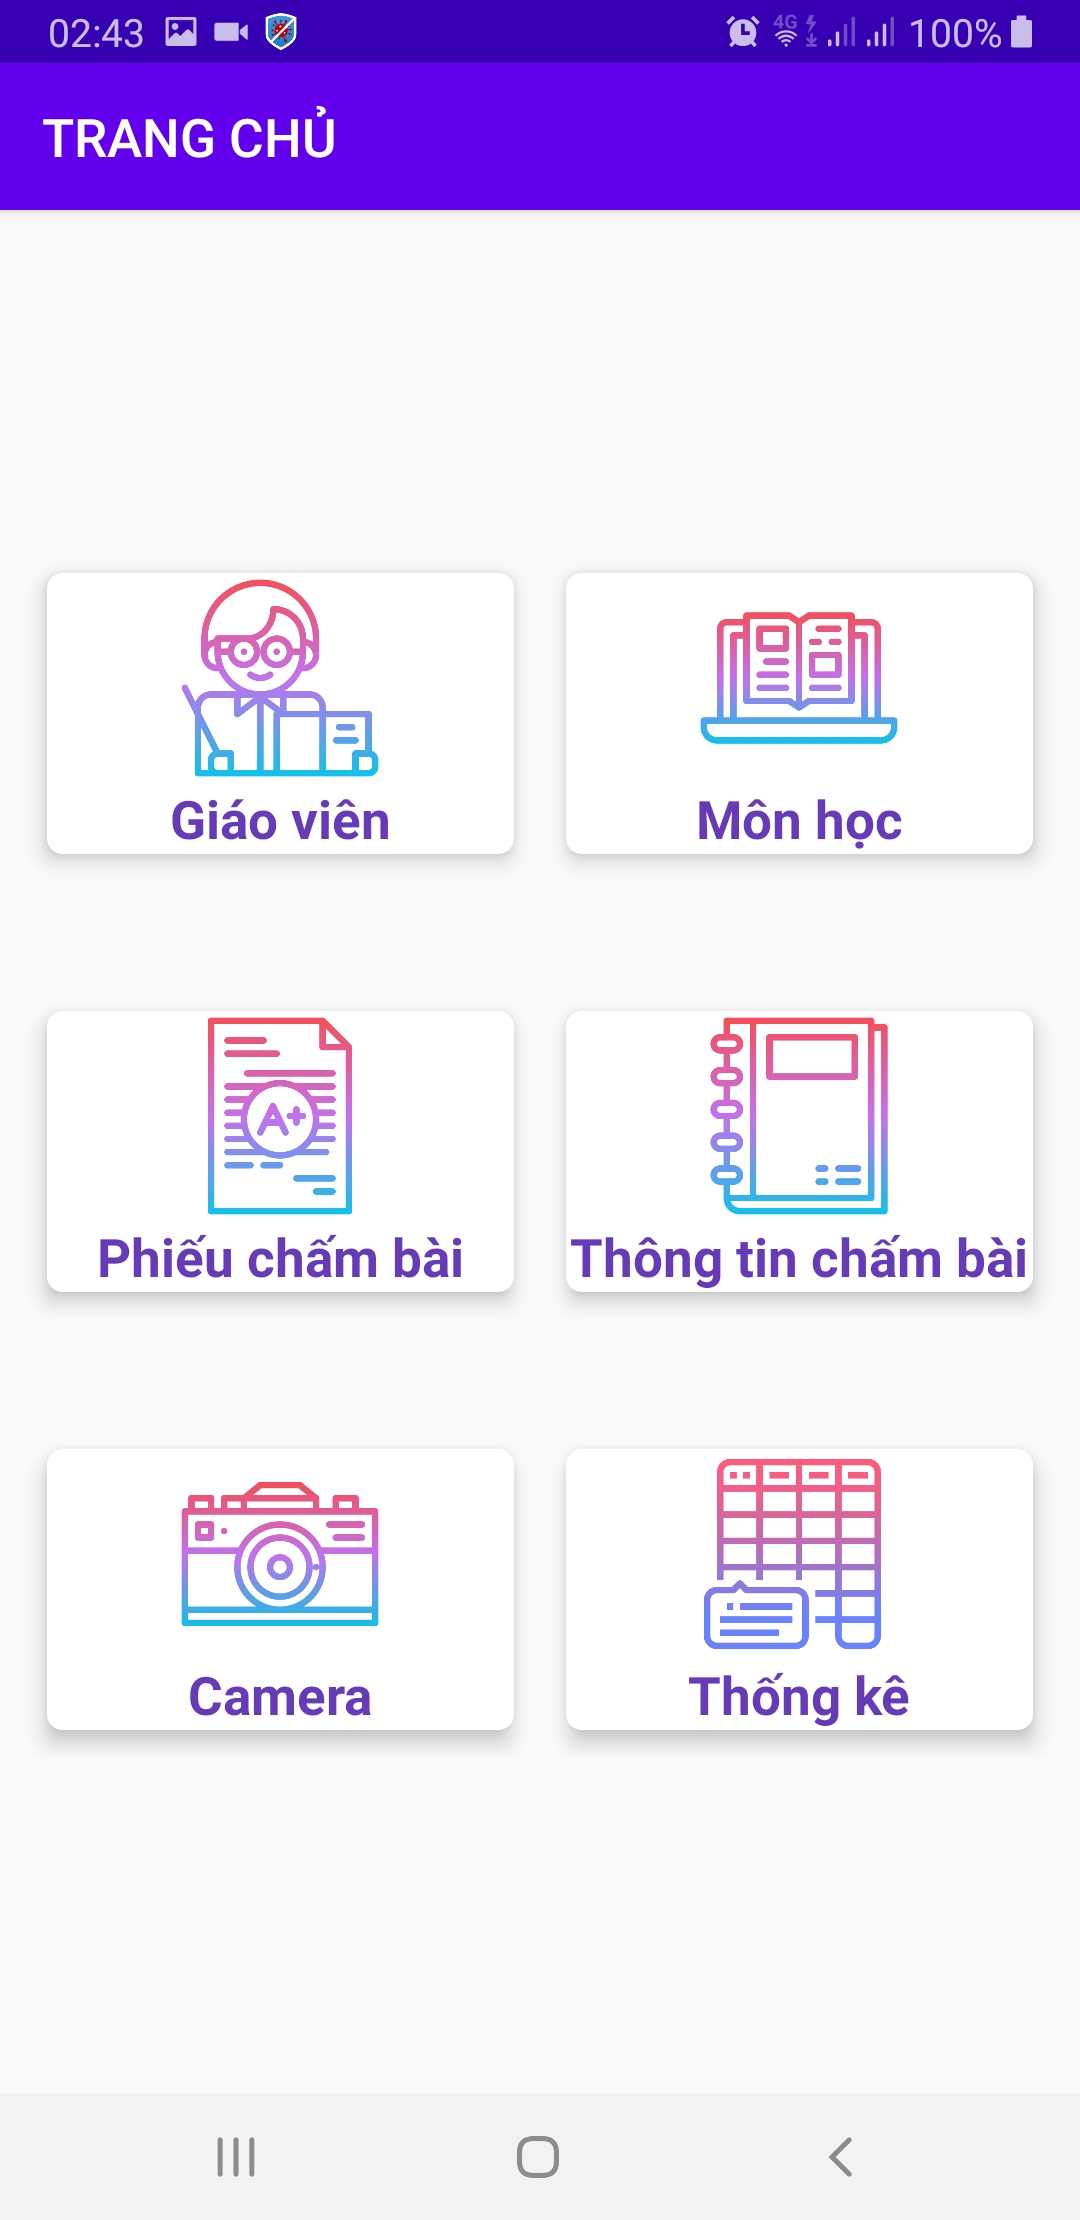 02:43 4G 100%
TRANG CHỦ
Giáo viên
Môn học
A+
Phiếu chấm bài
Thông tin chấm bài
Camera
Thống kê